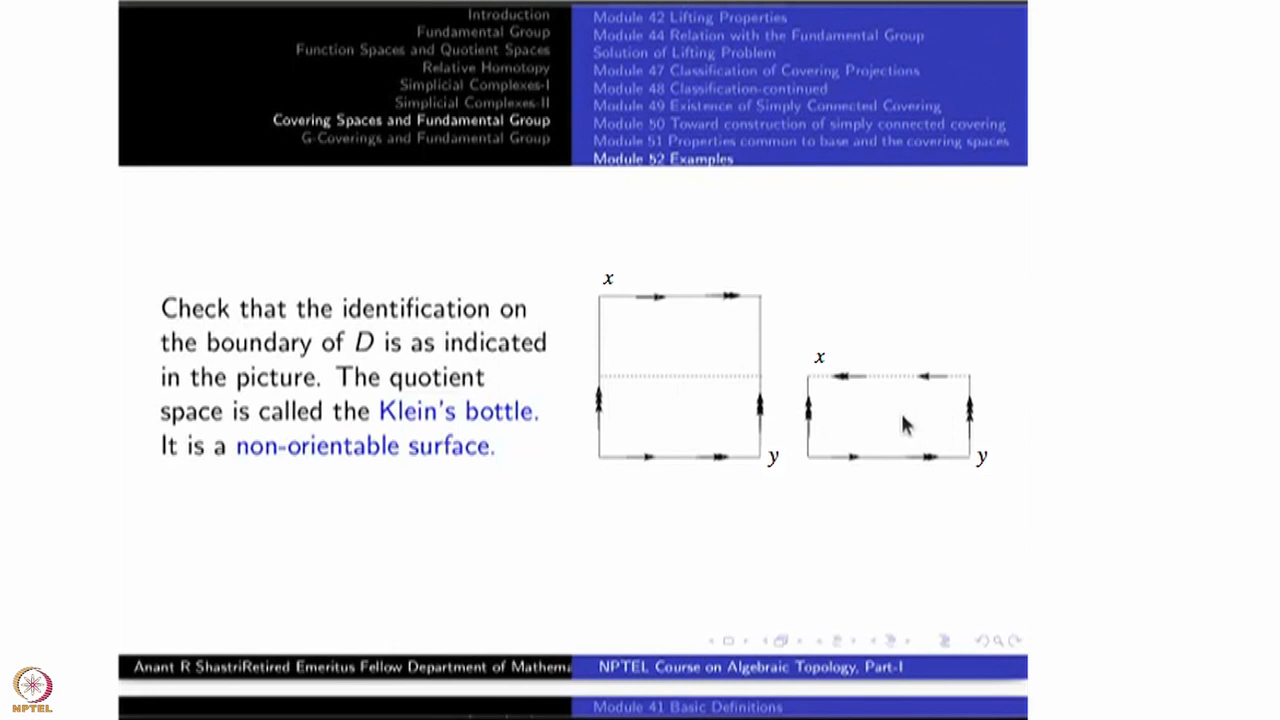 Introduction
Fundamental Group
Function Spaces and Quotient Spaces
Relative Homotopy
Simplicial Complexes-I
Simplicial Complexes-II
Covering Spaces and Fundamental Group
G-Coverings and Fundamental Group
Module 42 Lifting Properties
Module 44 Relation with the Fundamental Group
Solution of Lifting Problem
Module 47 Classification of Covering Projections
Module 48 Classification-continued
Module 49 Existence of Simply Connected Covering
Module 50 Toward construction of simply connected covering
Module 51 Properties common to base and the covering spaces
Module 52 Examples
Check that the identification on
the boundary of D is as indicated
in the picture. The quotient
space is called the Klein's bottle.
It is a non-orientable surface.
x
y
x
y
Anant R ShastriRetired Emeritus Fellow Department of Mathema
NPTEL Course on Algebraic Topology, Part-I
Module 41 Basic Definitions
NPTEL